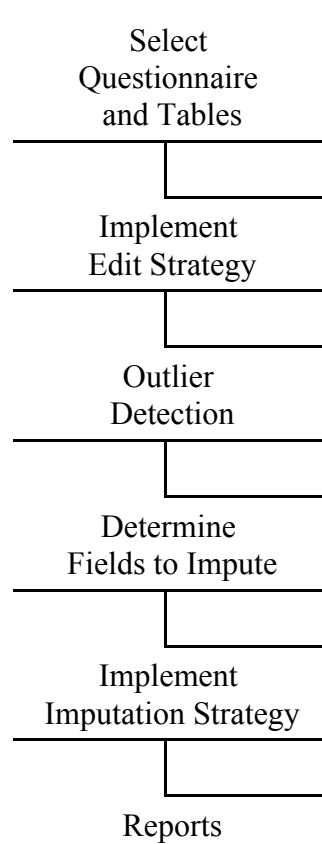 Select
Questionnaire
and Tables
Implement
Edit Strategy
Outlier
Detection
Determine
Fields to Impute
Implement
Imputation Strategy
Reports